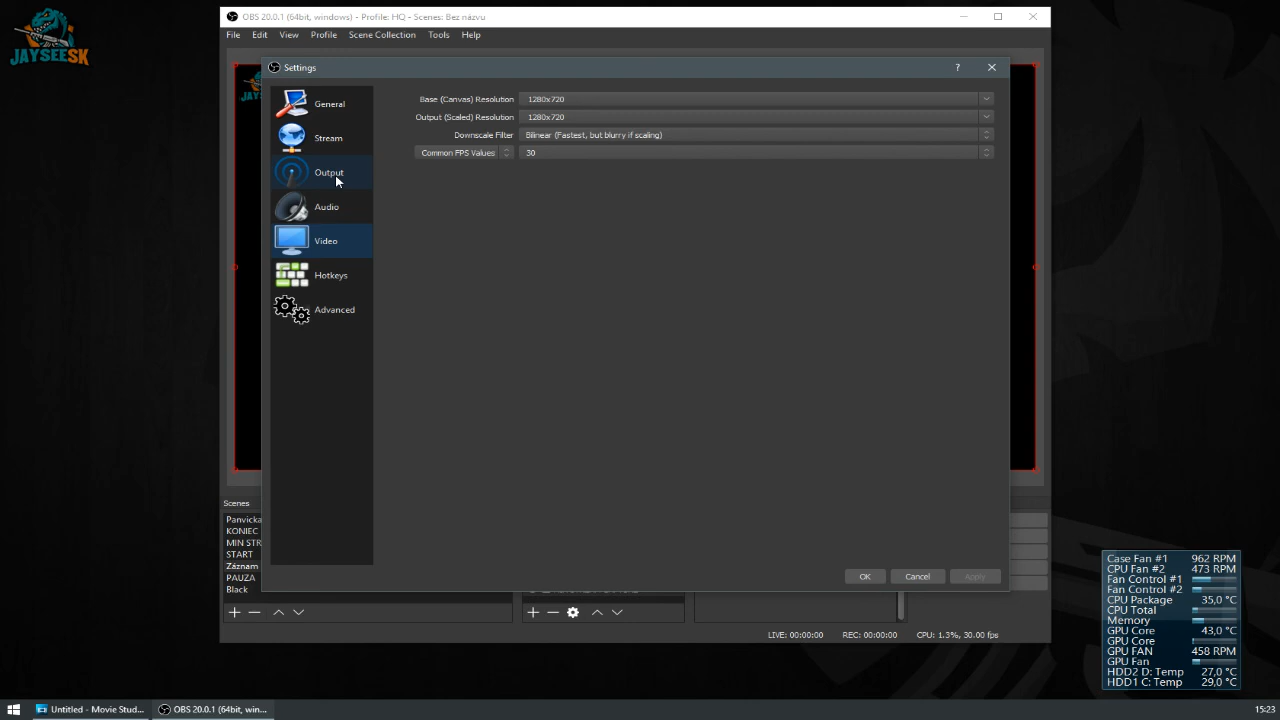 JAYSEESK
OBS 20.0.1 (64bit, windows) - Profile: HQ - Scenes: Bez názvu
File Edit View Profile Scene Collection Tools Help
Settings
?
General
Stream
Output
Audio
Video
Hotkeys
Advanced
Base (Canvas) Resolution 1280x720
Output (Scaled) Resolution 1280x720
Downscale Filter Bilinear (Fastest, but blurry if scaling)
Common FPS Values 30
OK Cancel Apply
Scenes
Panvicka
KONIEC
MIN STR
START
Záznam
PAUZA
Black
LIVE: 00:00:00 REC: 00:00:00 CPU: 1.3%, 30.00 fps
Case Fan #1 962 RPM
CPU Fan #2 473 RPM
Fan Control #1
Fan Control #2
CPU Package 35,0 °C
CPU Total
Memory
GPU Core 43,0 °C
GPU Core
GPU FAN 458 RPM
GPU Fan
HDD2 D: Temp 27,0 °C
HDD1 C: Temp 29,0 °C
Untitled - Movie Stud... OBS 20.0.1 (64bit, win... 15:23